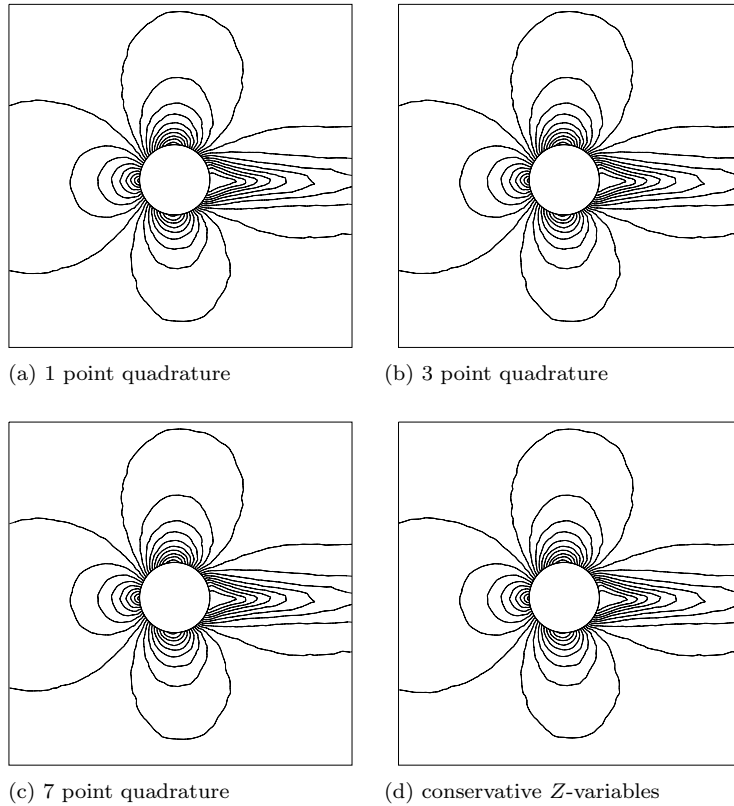 (a) 1 point quadrature
(b) 3 point quadrature
(c) 7 point quadrature
(d) conservative Z-variables